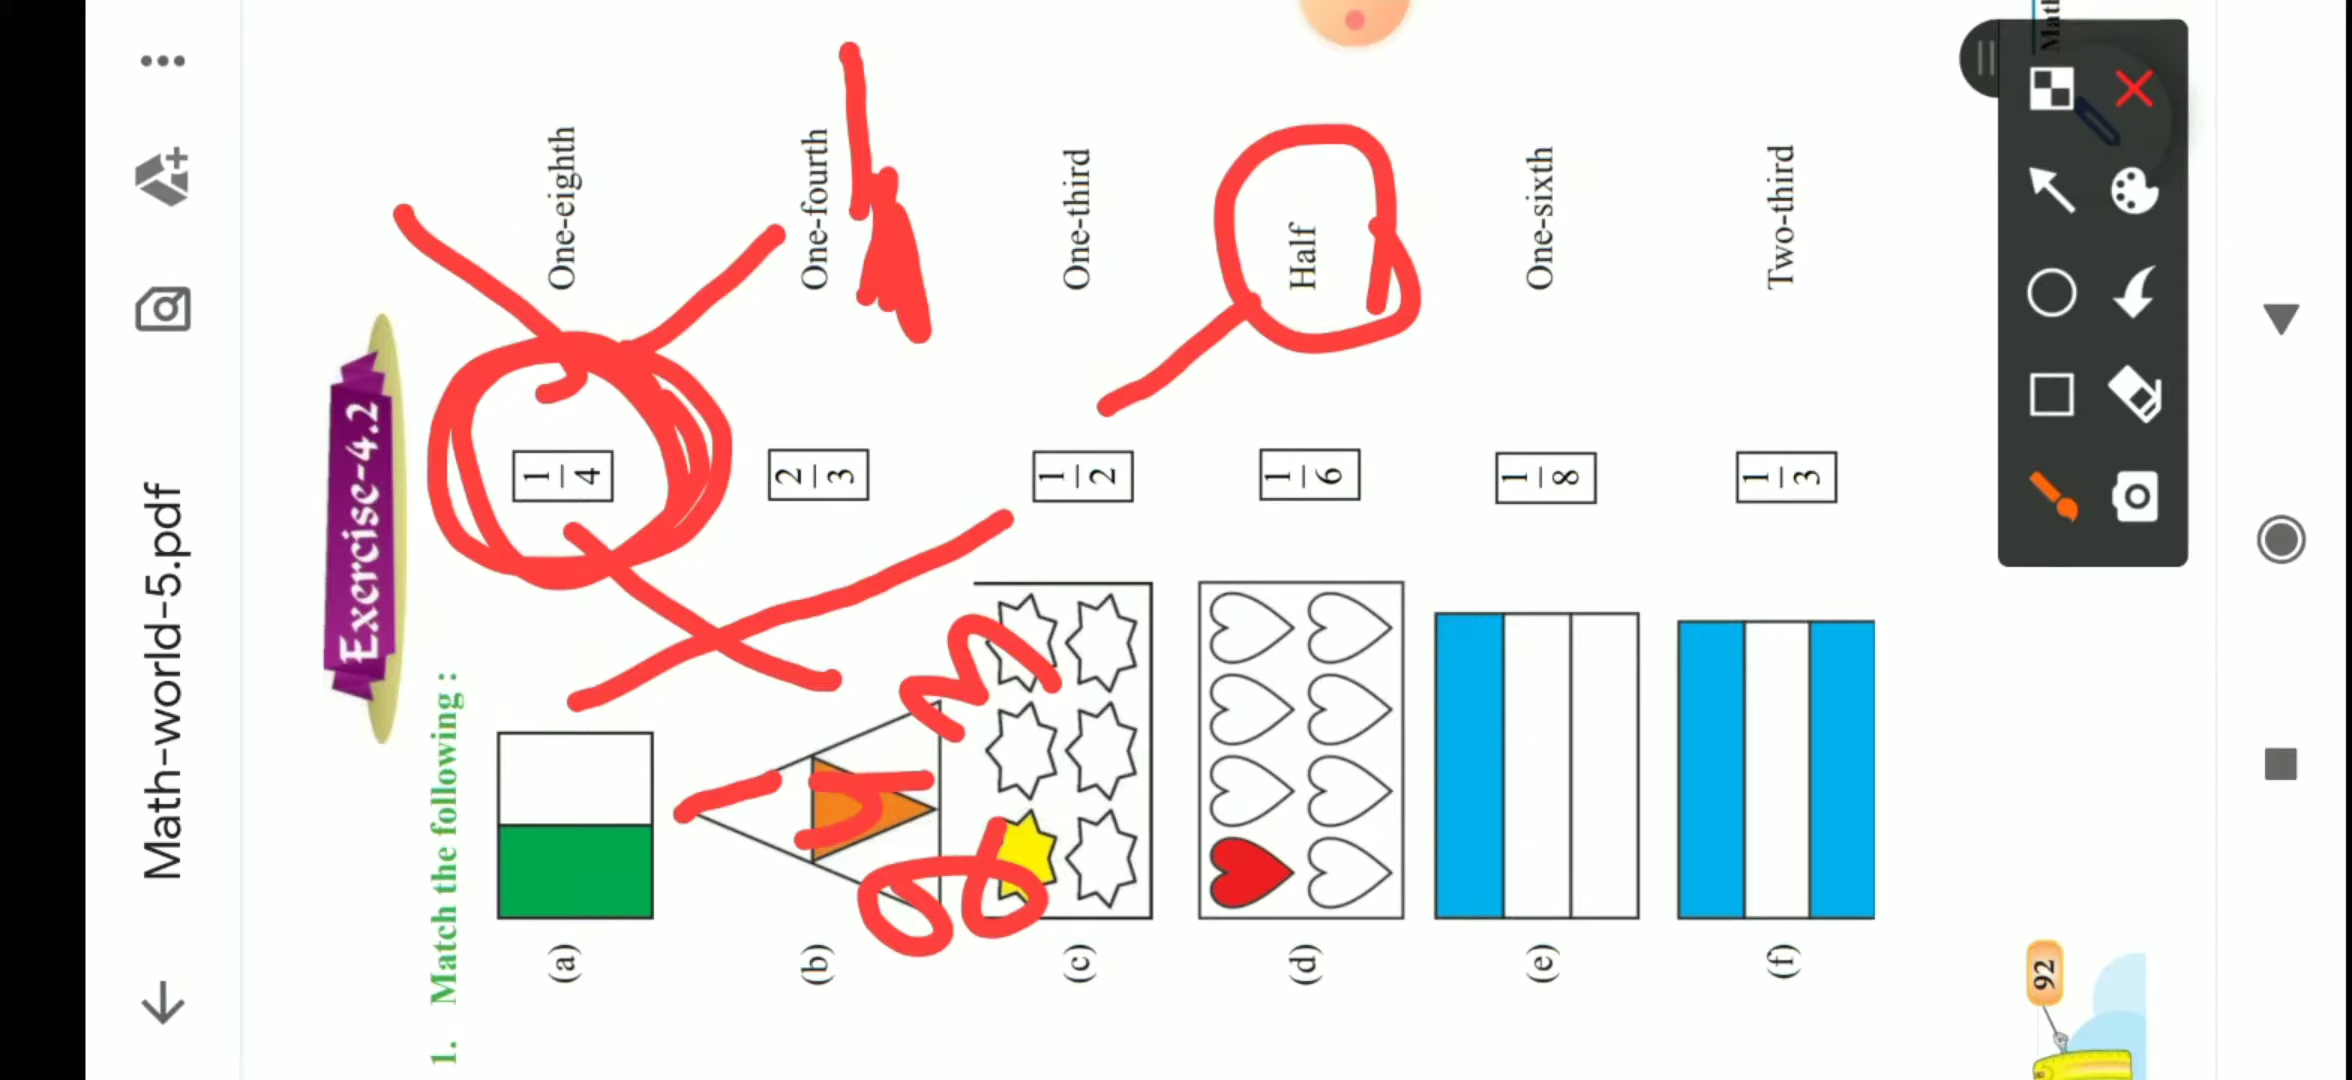 Math-world-5.pdf
Exercise-4.2
1. Match the following :
(a) 1/4 One-eighth
(b) 2/3 One-fourth
(c) 1/2 One-third
(d) 1/6 Half
(e) 1/8 One-sixth
(f) 1/3 Two-third
92